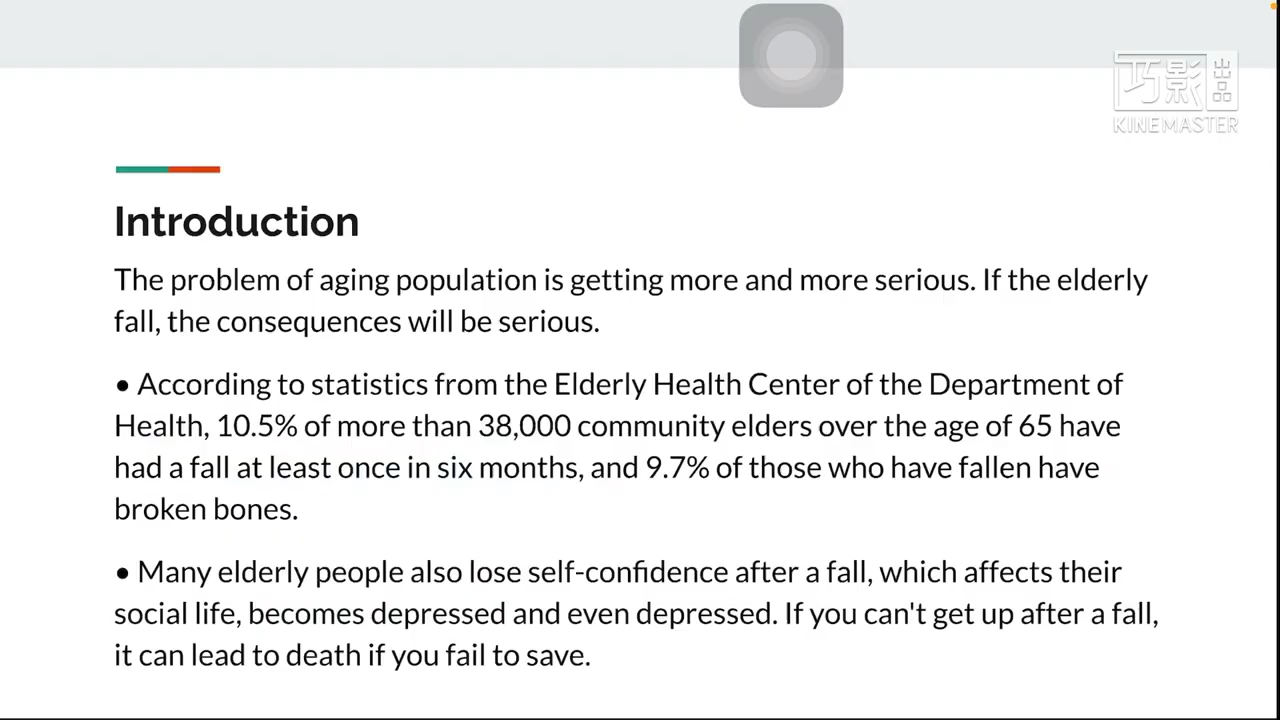 巧影出品
KINEMASTER
Introduction
The problem of aging population is getting more and more serious. If the elderly
fall, the consequences will be serious.
• According to statistics from the Elderly Health Center of the Department of
Health, 10.5% of more than 38,000 community elders over the age of 65 have
had a fall at least once in six months, and 9.7% of those who have fallen have
broken bones.
• Many elderly people also lose self-confidence after a fall, which affects their
social life, becomes depressed and even depressed. If you can't get up after a fall,
it can lead to death if you fail to save.